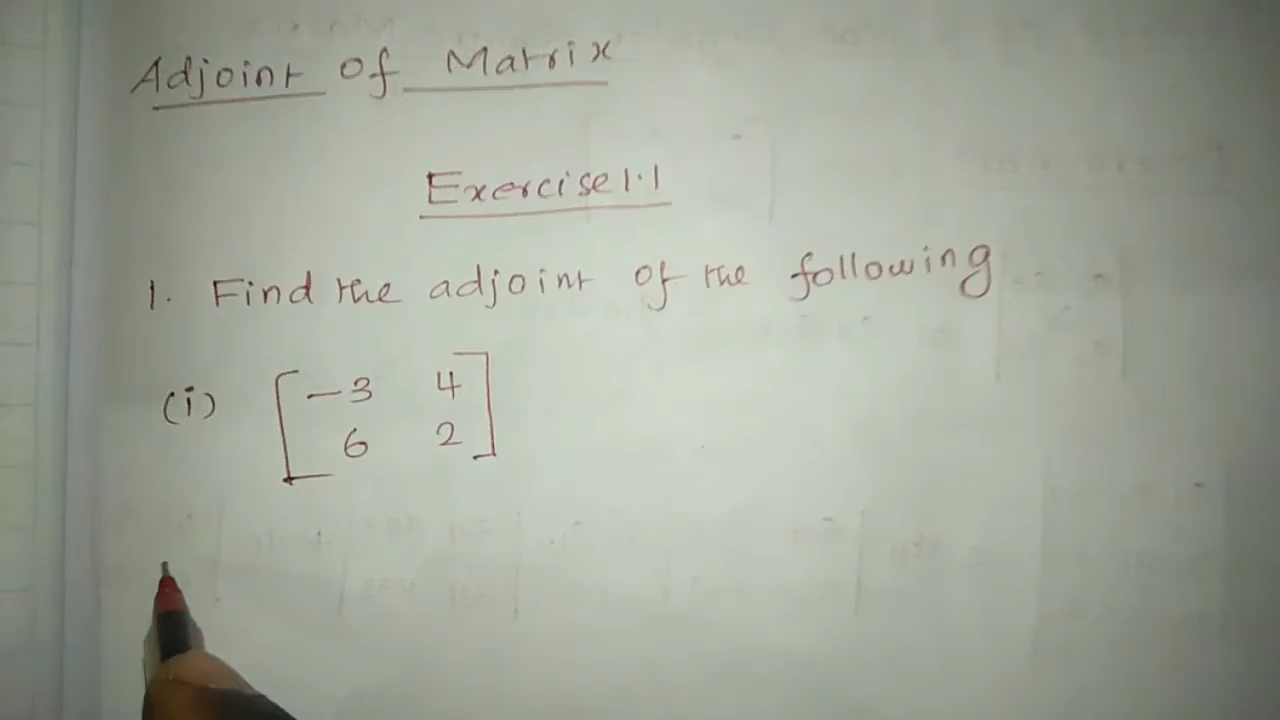 Adjoint of Matrix
Exercise 1.1
1. Find the adjoint of the following
(i) [ -3 4
6 2 ]